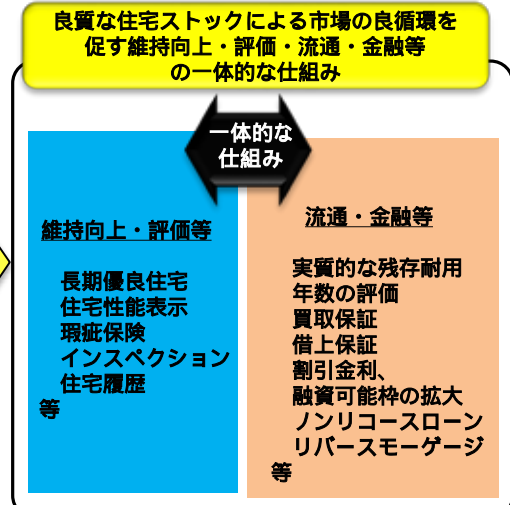 良質な住宅ストックによる市場の良循環を
促す維持向上・評価・流通・金融等
の一体的な仕組み
一体的な
仕組み
維持向上・評価等
長期優良住宅
住宅性能表示
瑕疵保険
インスペクション
住宅履歴
等
流通・金融等
実質的な残存耐用
年数の評価
買取保証
借上保証
割引金利、
融資可能枠の拡大
ノンリコースローン
リバースモーゲージ
等